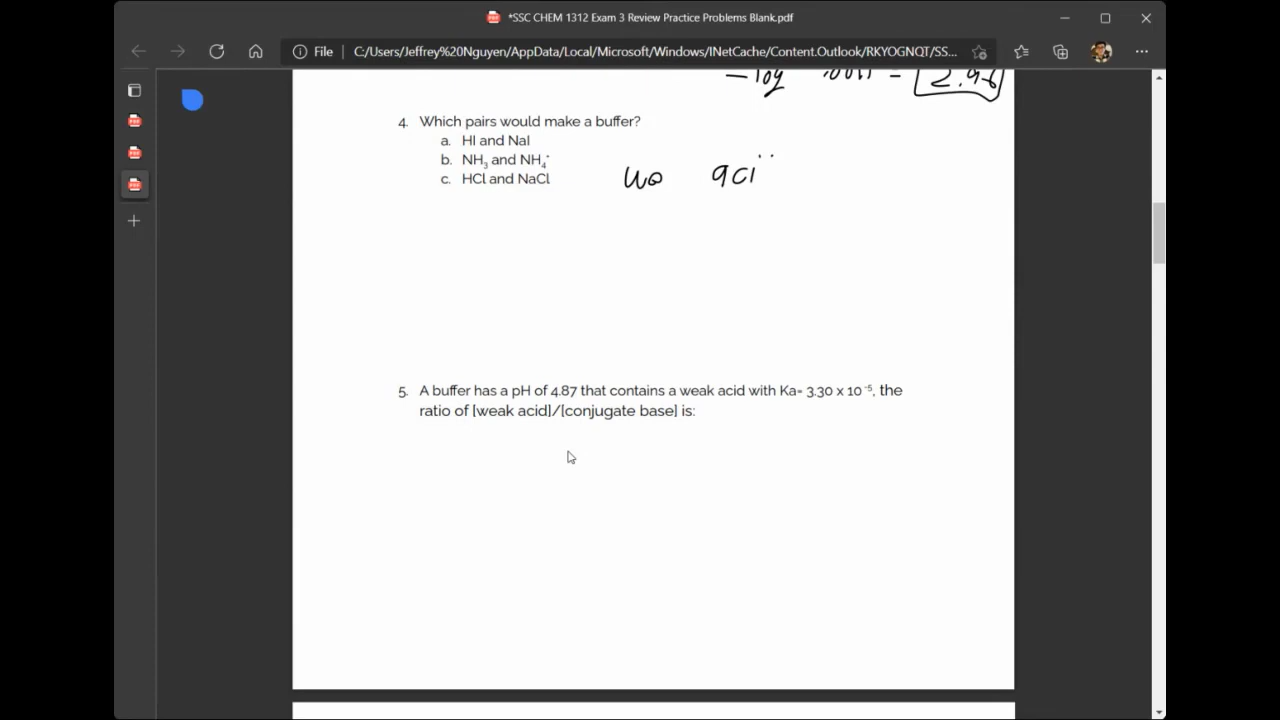 *SSC CHEM 1312 Exam 3 Review Practice Problems Blank.pdf
File C:/Users/Jeffrey%20Nguyen/AppData/Local/Microsoft/Windows/INetCache/Content.Outlook/RKYOGNQT/SS...
- log = 2.96
4. Which pairs would make a buffer?
a. HI and NaI
b. NH₃ and NH₄⁺
c. HCl and NaCl
5. A buffer has a pH of 4.87 that contains a weak acid with Ka= 3.30 x 10 ⁻⁵, the
ratio of [weak acid]/[conjugate base] is: